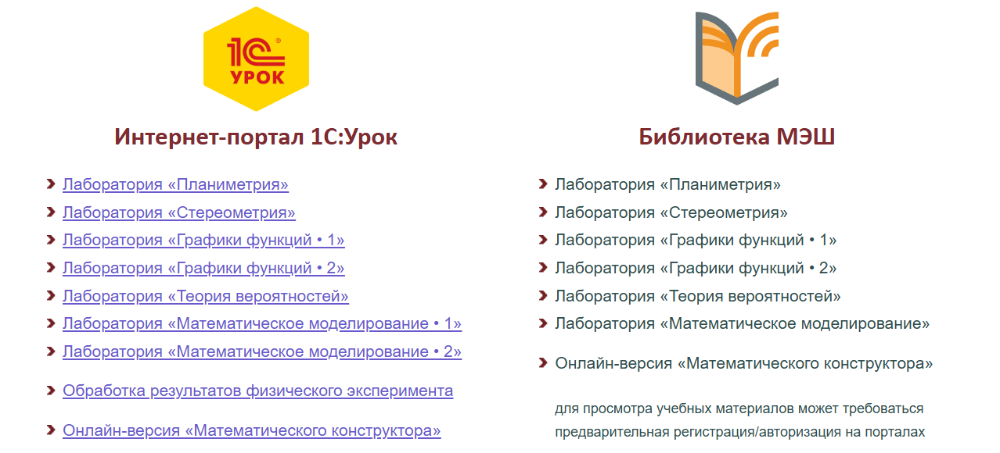 1С®
УРОК
Интернет-портал 1С:Урок
Лаборатория «Планиметрия»
Лаборатория «Стереометрия»
Лаборатория «Графики функций • 1»
Лаборатория «Графики функций • 2»
Лаборатория «Теория вероятностей»
Лаборатория «Математическое моделирование • 1»
Лаборатория «Математическое моделирование • 2»
Обработка результатов физического эксперимента
Онлайн-версия «Математического конструктора»
Библиотека МЭШ
Лаборатория «Планиметрия»
Лаборатория «Стереометрия»
Лаборатория «Графики функций • 1»
Лаборатория «Графики функций • 2»
Лаборатория «Теория вероятностей»
Лаборатория «Математическое моделирование»
Онлайн-версия «Математического конструктора»
для просмотра учебных материалов может требоваться
предварительная регистрация/авторизация на порталах